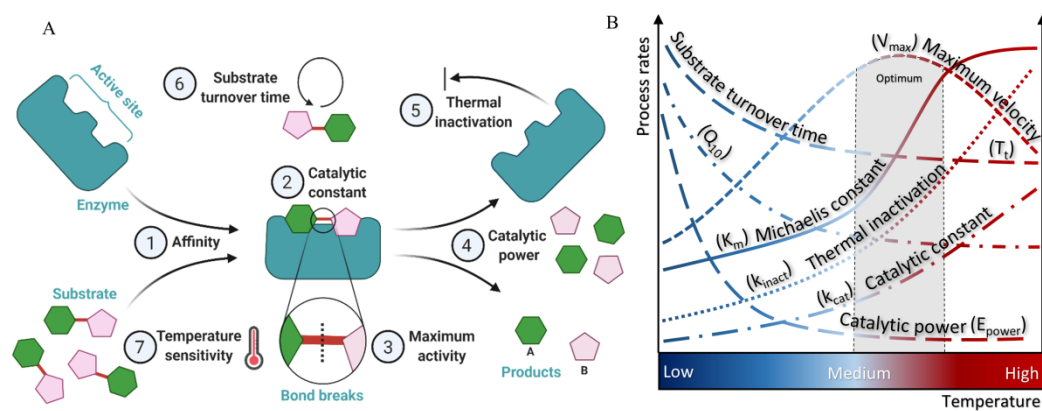 A
Active site
Enzyme
6
Substrate
turnover time
5
Thermal
inactivation
2
Catalytic
constant
1
Affinity
4
Catalytic
power
Substrate
7
Temperature
sensitivity
3
Maximum
activity
Bond breaks
Products
A
B
B
Process rates
Substrate turnover time
(Tt)
(Q10)
(Vmax) Maximum velocity
Optimum
(Km) Michaelis constant
(kinact) Thermal inactivation
(kcat) Catalytic constant
Catalytic power (Epower)
Low
Medium
High
Temperature